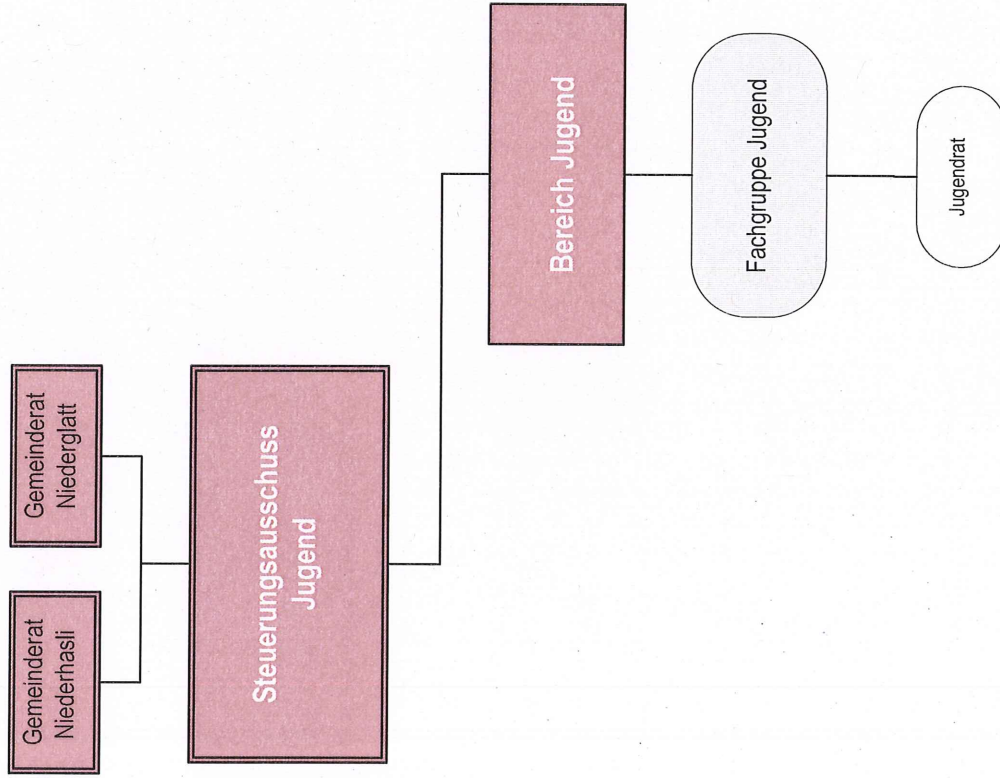 Gemeinderat
Niederhasli
Gemeinderat
Niederglatt
Steuerungsausschuss
Jugend
Bereich Jugend
Fachgruppe Jugend
Jugendrat